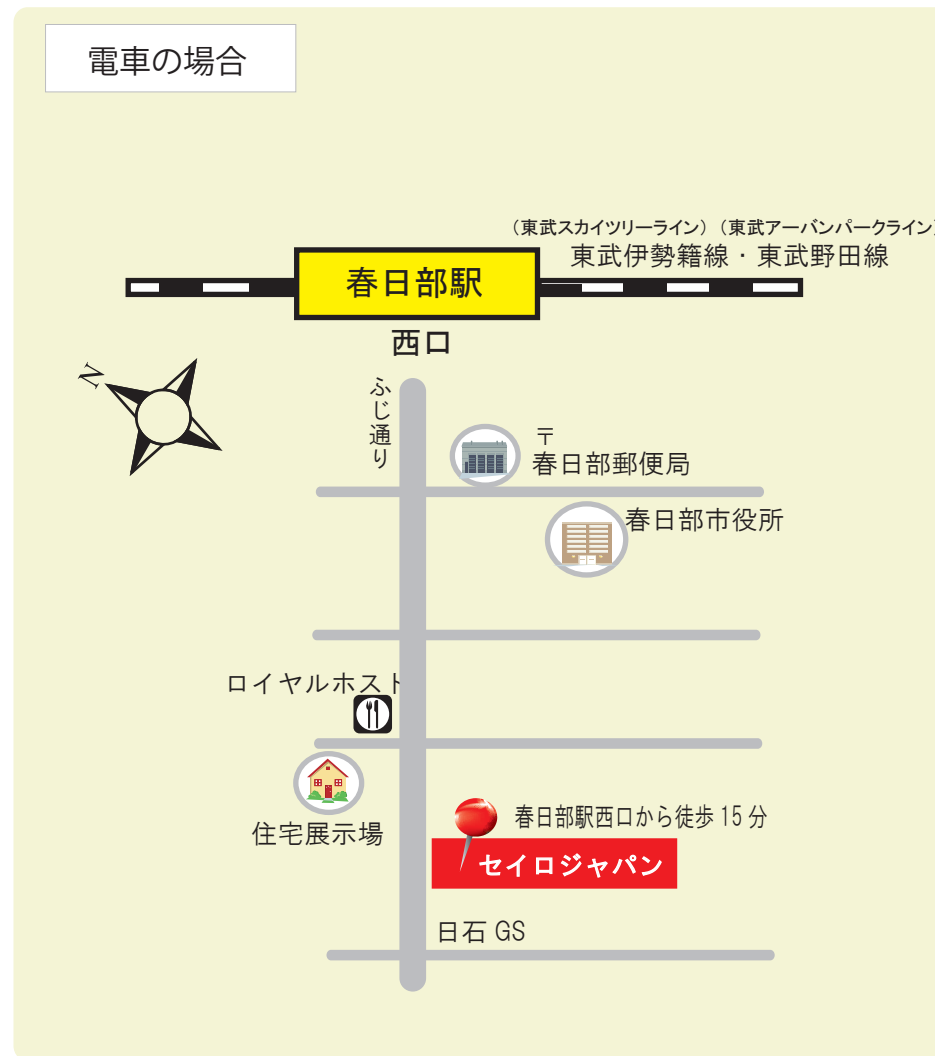 電車の場合
（東武スカイツリーライン）（東武アーバンパークライン）
東武伊勢籍線・東武野田線
春日部駅
西口
N
ふじ通り
〒
春日部郵便局
春日部市役所
ロイヤルホスト
住宅展示場
春日部駅西口から徒歩 15 分
セイロジャパン
日石 GS